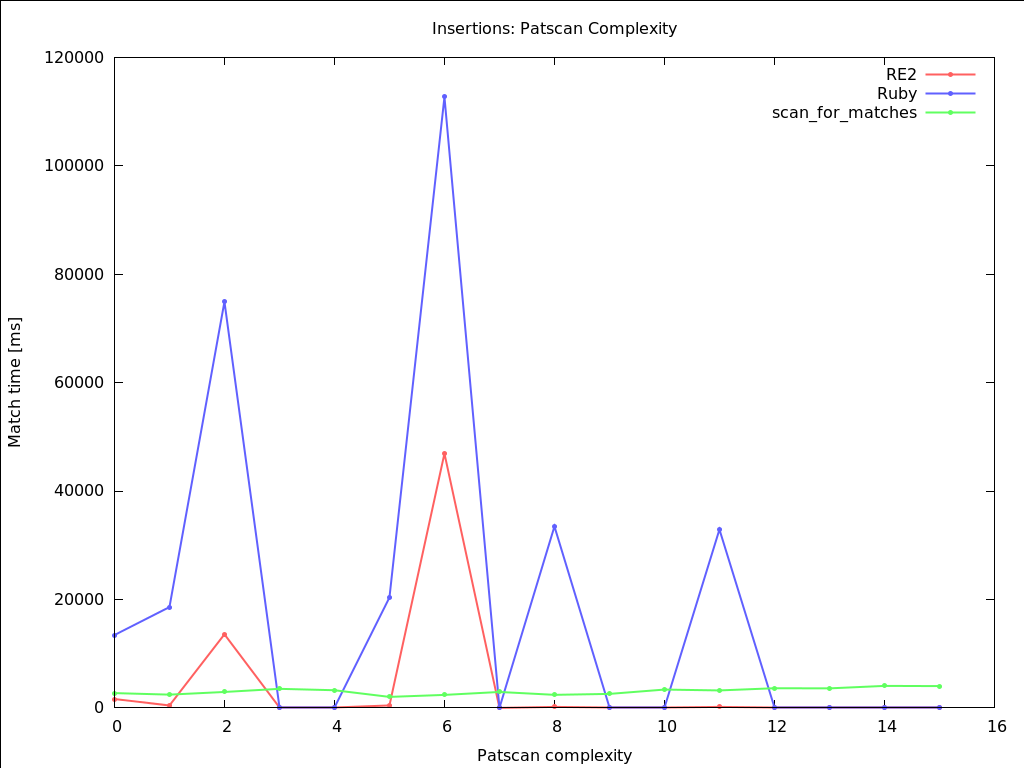 Insertions: Patscan Complexity
120000
100000
80000
60000
40000
20000
0
Match time [ms]
RE2
Ruby
scan_for_matches
0 2 4 6 8 10 12 14 16
Patscan complexity